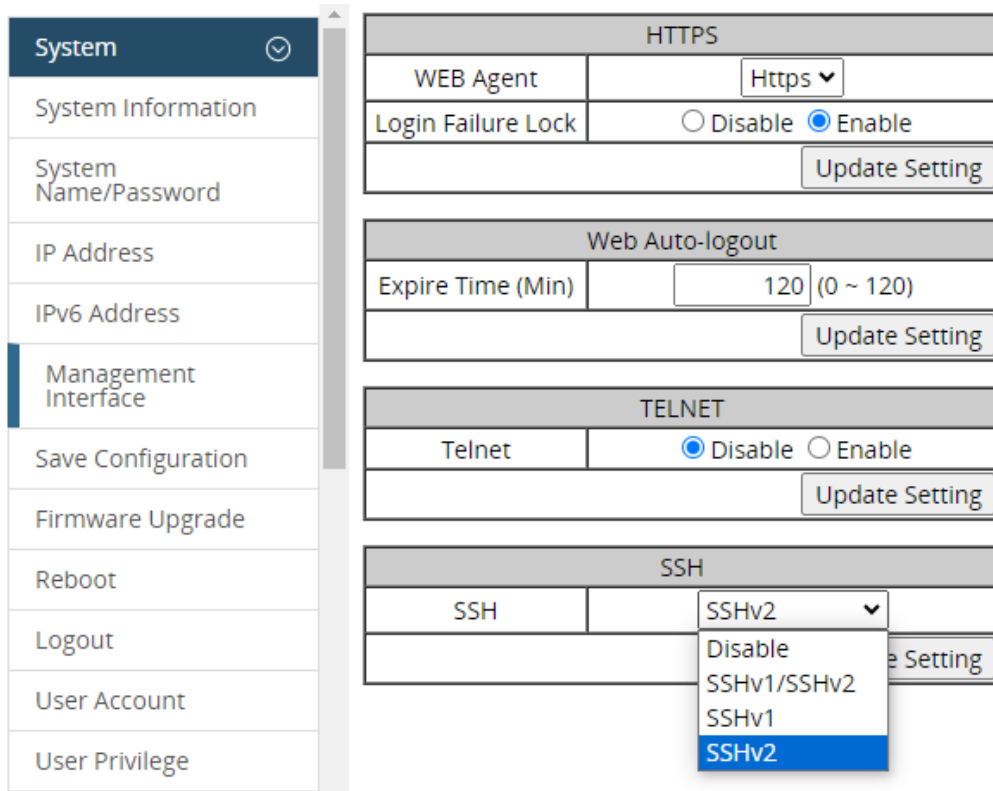 System
System Information
System
Name/Password
IP Address
IPv6 Address
Management
Interface
Save Configuration
Firmware Upgrade
Reboot
Logout
User Account
User Privilege
HTTPS
WEB Agent Https
Login Failure Lock Disable Enable
Update Setting
Web Auto-logout
Expire Time (Min) 120 (0 ~ 120)
Update Setting
TELNET
Telnet Disable Enable
Update Setting
SSH
SSH SSHv2
Disable
e Setting
SSHv1/SSHv2
SSHv1
SSHv2